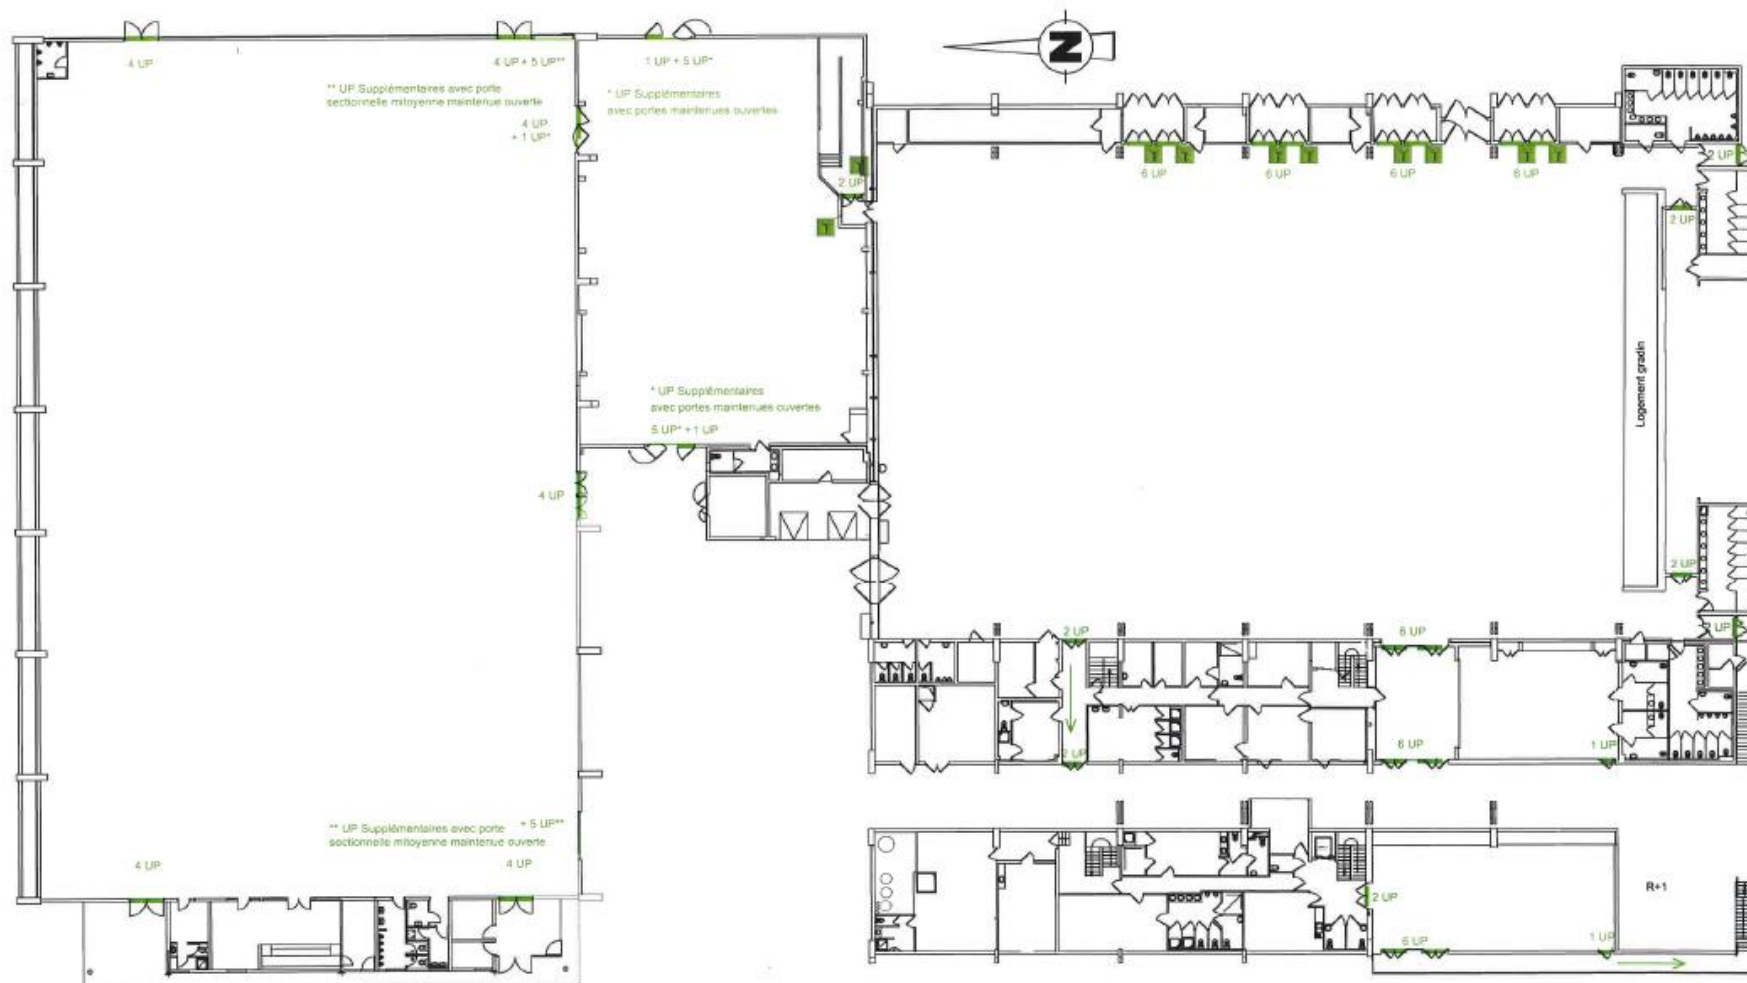 N
4 UP
4 UP + 5 UP**
1 UP + 5 UP*
** UP Supplémentaires avec porte
sectionnelle mitoyenne maintenue ouverte
* UP Supplémentaires
avec portes maintenues ouvertes
4 UP
+ 1 UP*
2 UP
6 UP
6 UP
6 UP
6 UP
2 UP
2 UP
Logement gradin
* UP Supplémentaires
avec portes maintenues ouvertes
5 UP* + 1 UP
4 UP
2 UP
2 UP
2 UP
6 UP
2 UP
6 UP
1 UP
** UP Supplémentaires avec porte
sectionnelle mitoyenne maintenue ouverte
+ 5 UP**
4 UP
4 UP
R+1
2 UP
6 UP
1 UP